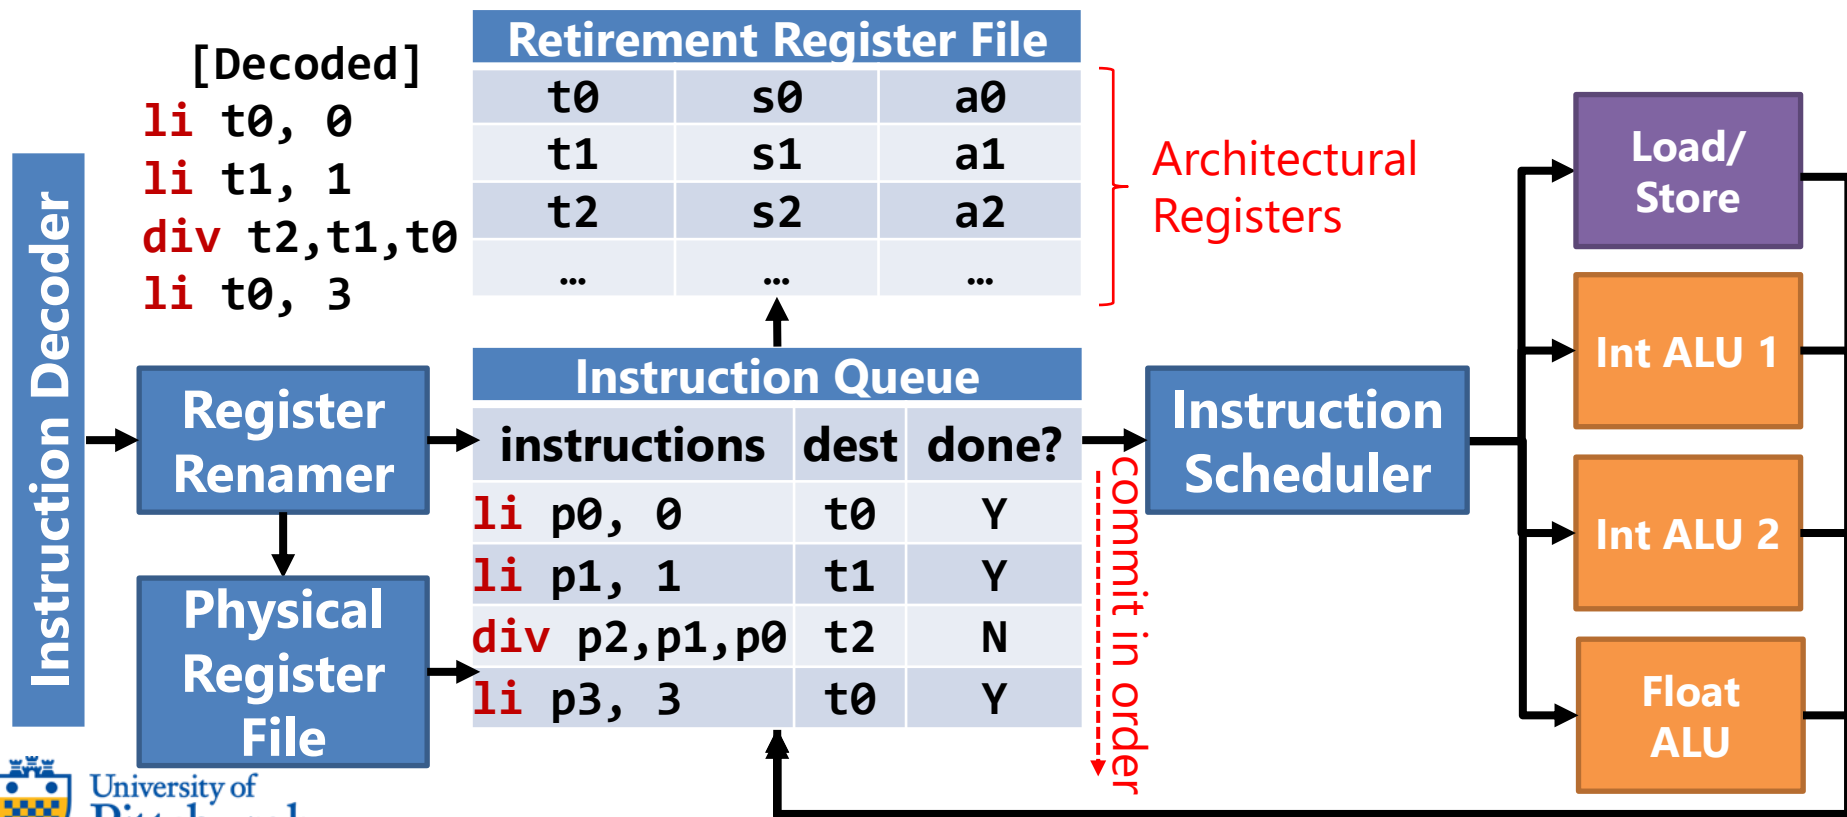 [Decoded]
li t0, 0
li t1, 1
div t2,t1,t0
li t0, 3
Instruction Decoder
Register
Renamer
Physical
Register
File
Retirement Register File
t0 s0 a0
t1 s1 a1
t2 s2 a2
… … …
Architectural
Registers
Instruction Queue
instructions dest done?
li p0, 0 t0 Y
li p1, 1 t1 Y
div p2,p1,p0 t2 N
li p3, 3 t0 Y
commit in order
Instruction
Scheduler
Load/
Store
Int ALU 1
Int ALU 2
Float
ALU
University of